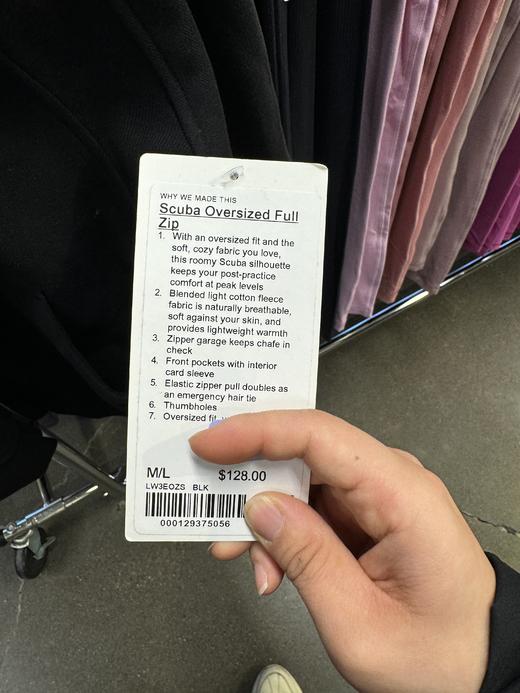 WHY WE MADE THIS
Scuba Oversized Full
Zip
1. With an oversized fit and the
soft, cozy fabric you love,
this roomy Scuba silhouette
keeps your post-practice
comfort at peak levels
2. Blended light cotton fleece
fabric is naturally breathable,
soft against your skin, and
provides lightweight warmth
3. Zipper garage keeps chafe in
check
4. Front pockets with interior
card sleeve
5. Elastic zipper pull doubles as
an emergency hair tie
6. Thumbholes
7. Oversized fit,
M/L $128.00
LW3EOZS BLK
000129375056